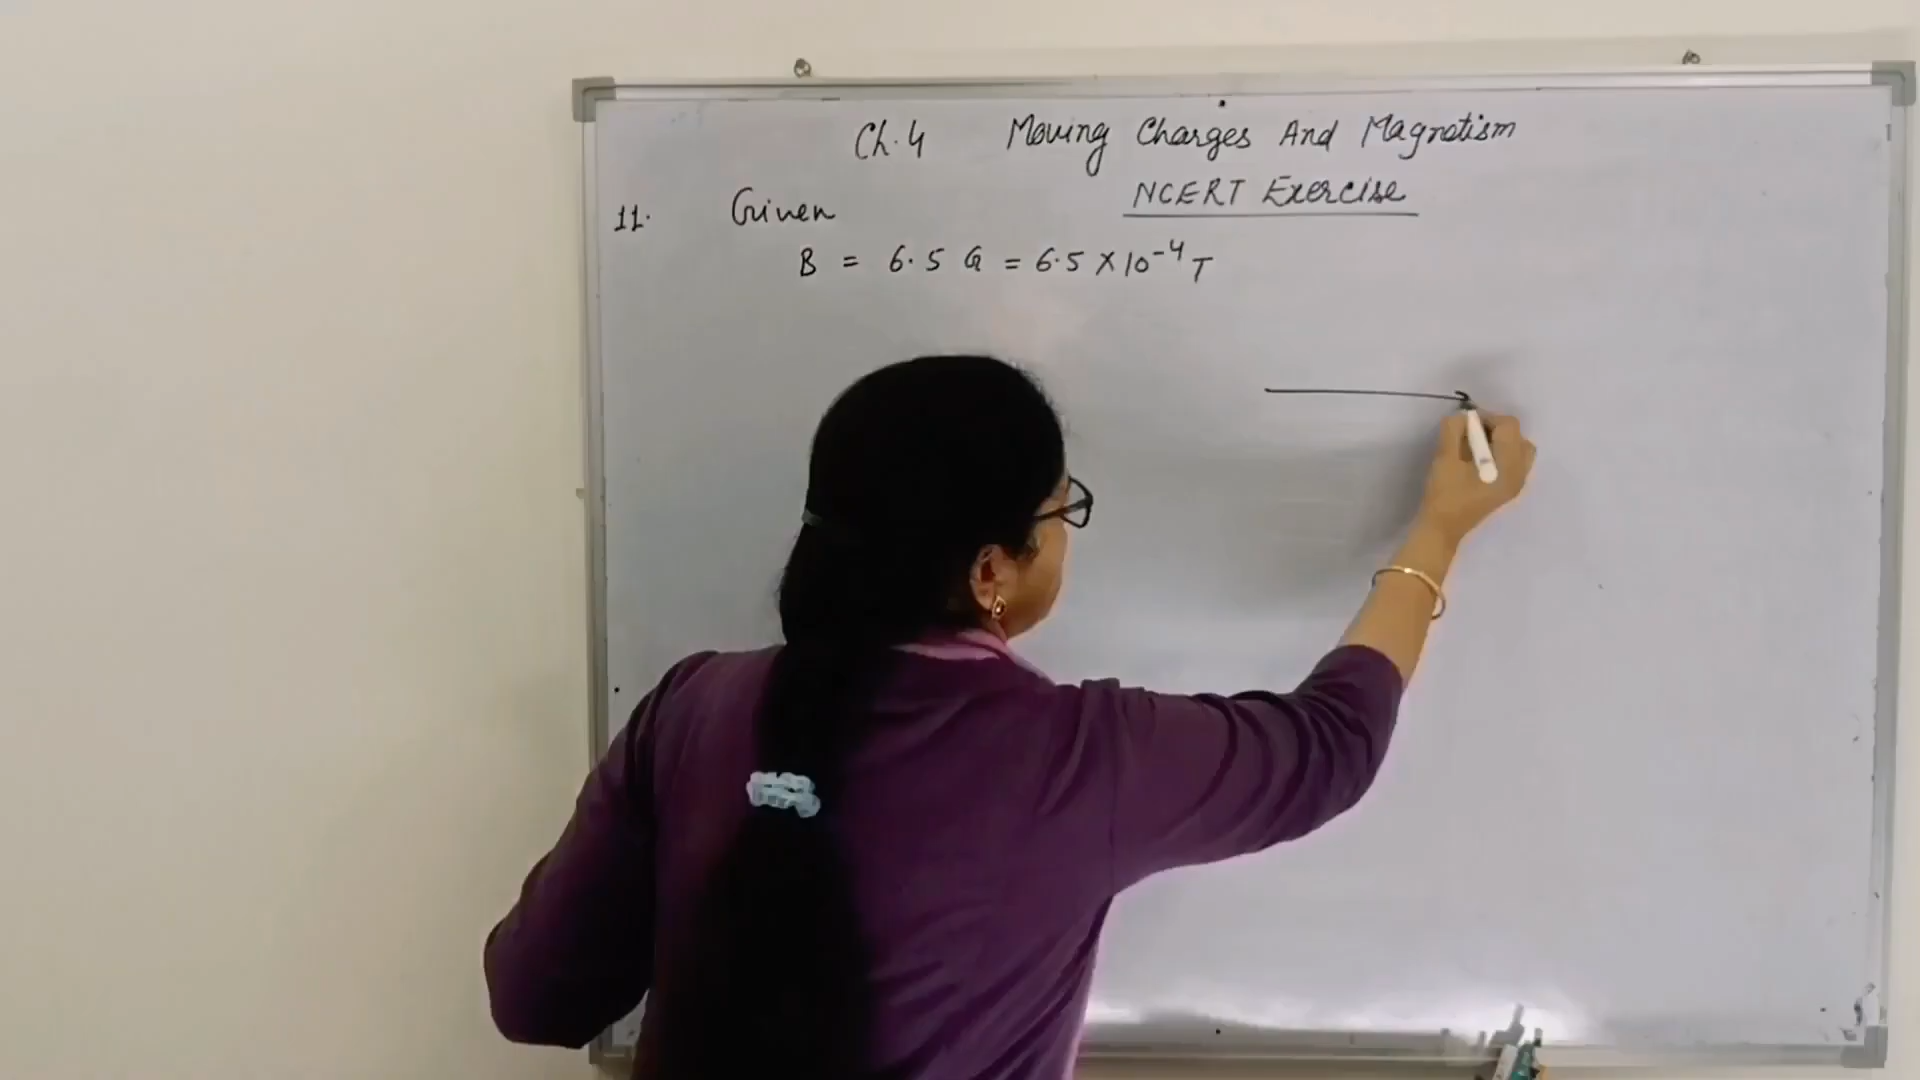 Ch. 4 Moving Charges And Magnetism
NCERT Exercise
11. Given
B = 6.5 G = 6.5 × 10⁻⁴ T